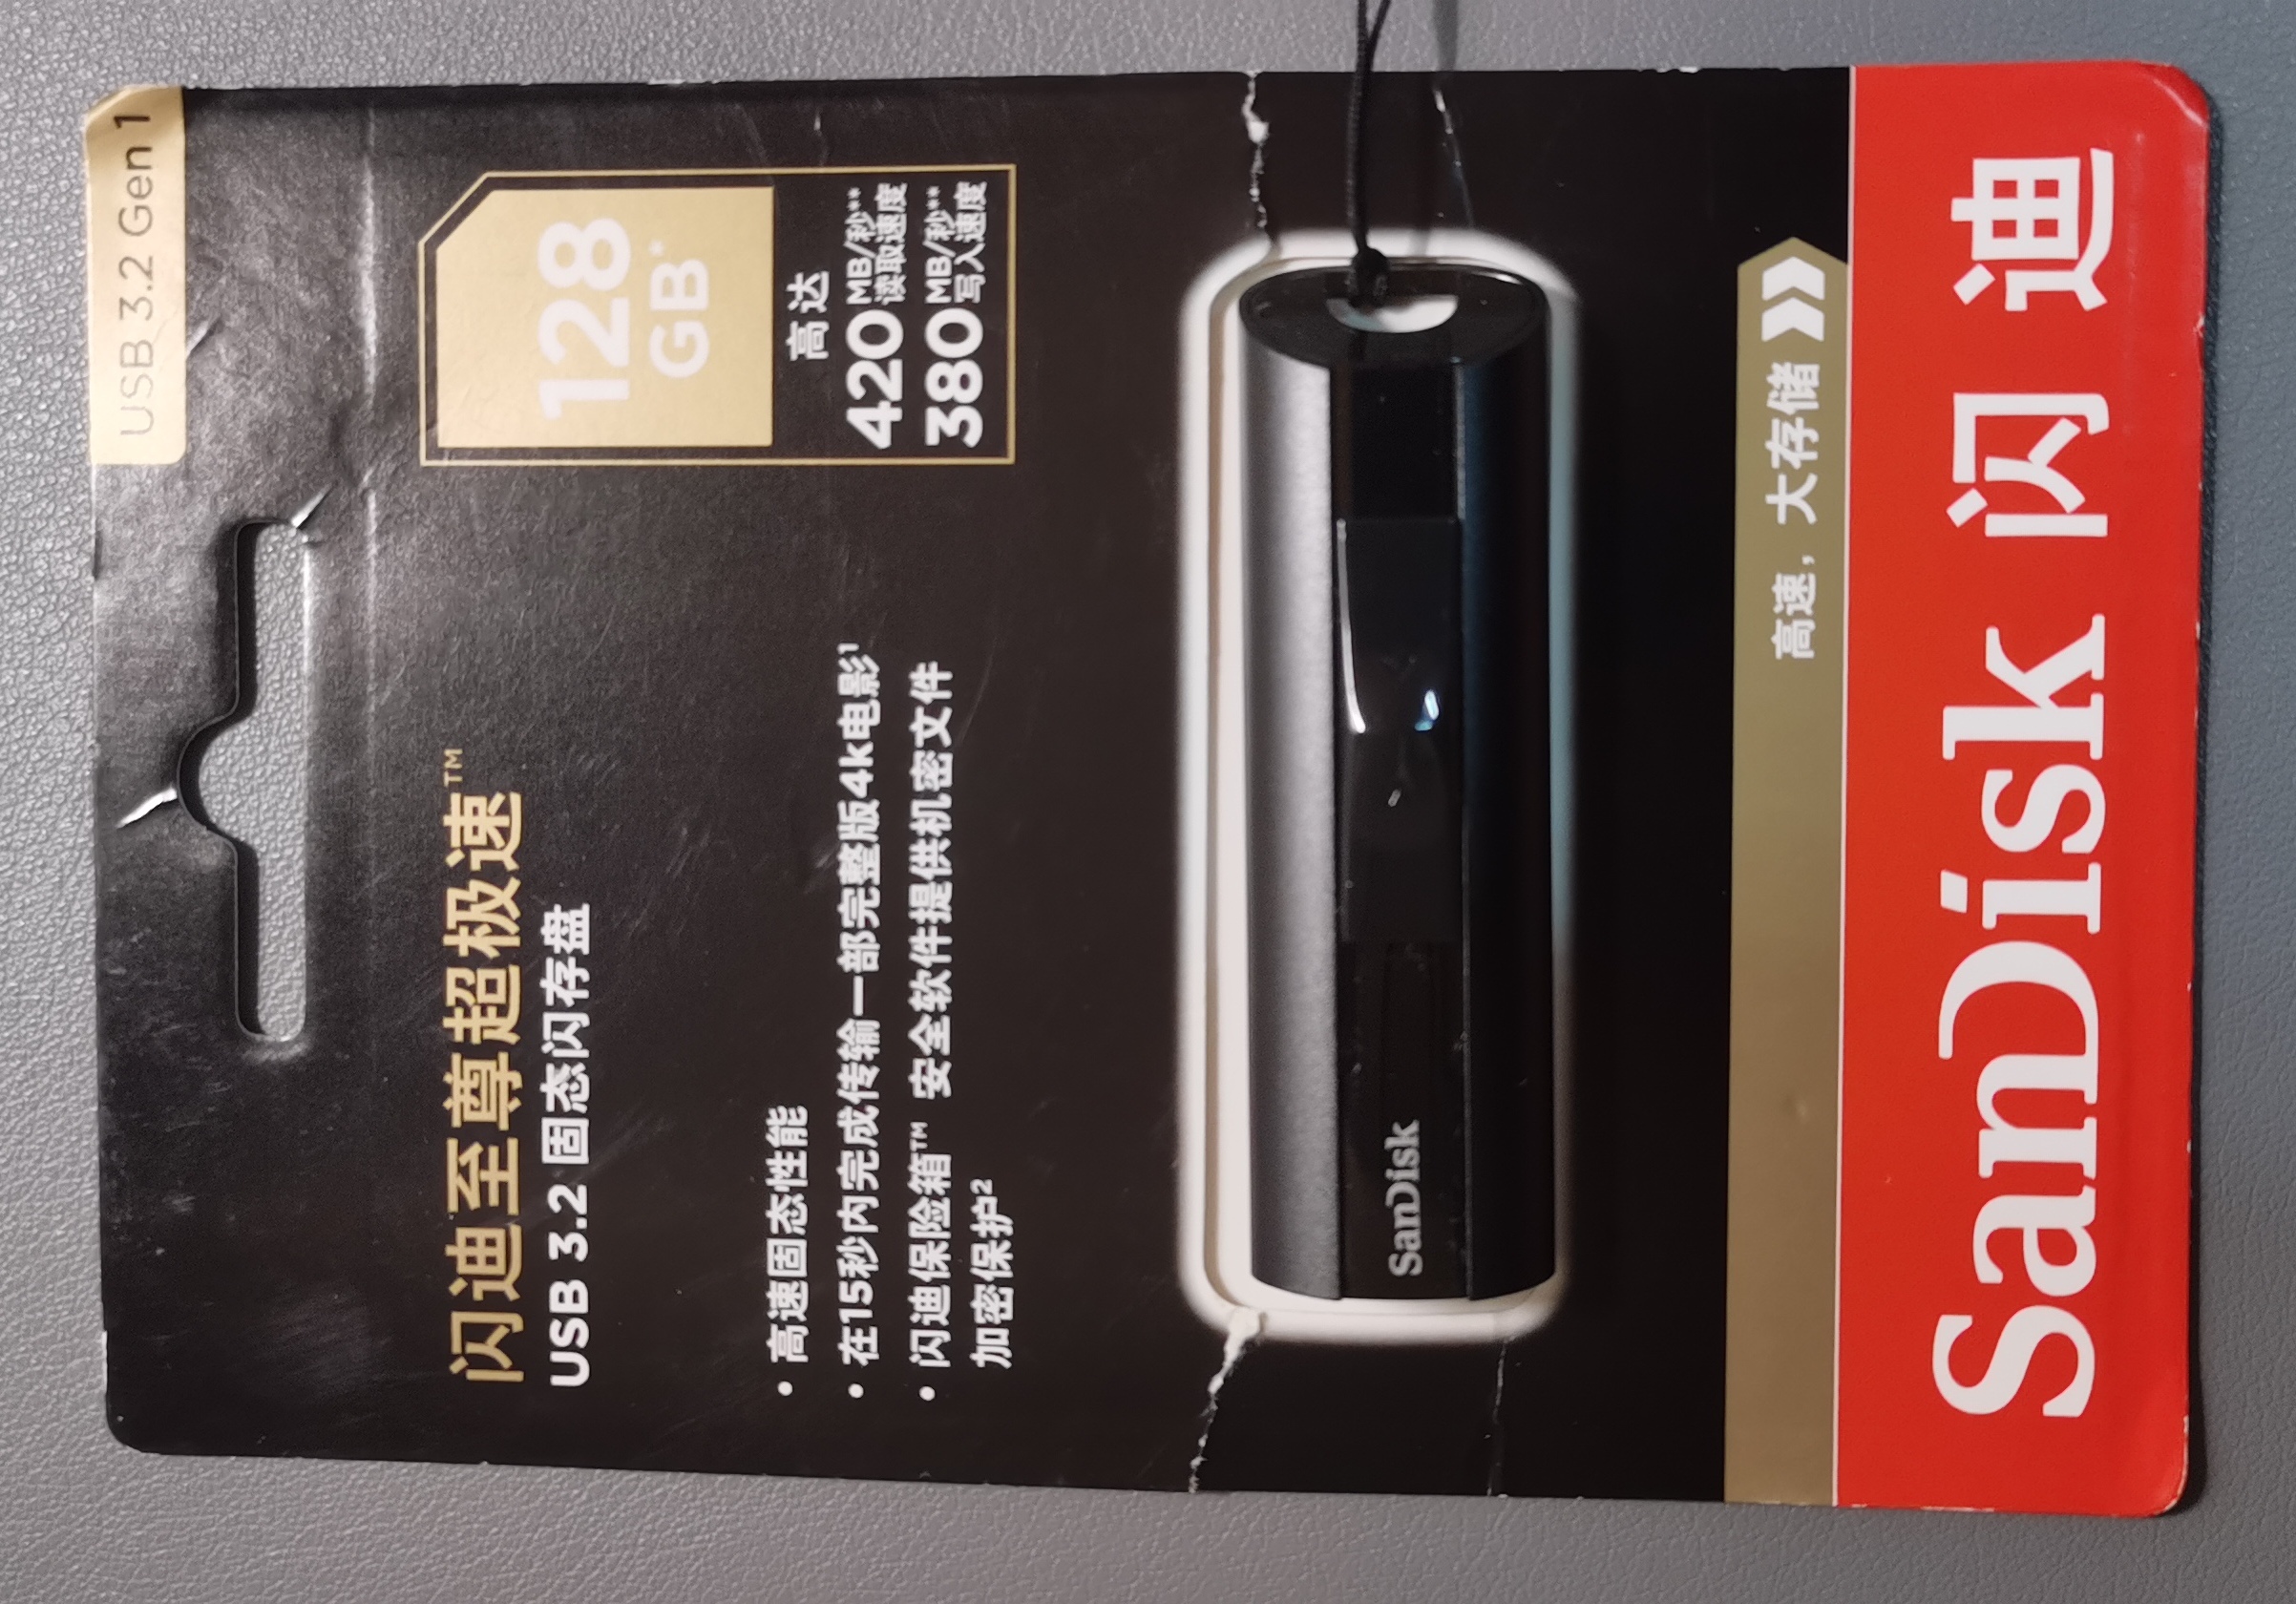 USB 3.2 Gen 1
闪迪至尊超极速™
USB 3.2 固态闪存盘
128
GB*
高达
420 MB/秒** 读取速度
380 MB/秒** 写入速度
• 高速固态性能
• 在15秒内完成传输一部完整版4k电影¹
• 闪迪保险箱™ 安全软件提供机密文件
加密保护²
SanDisk
高速，大存储
SanDisk 闪迪